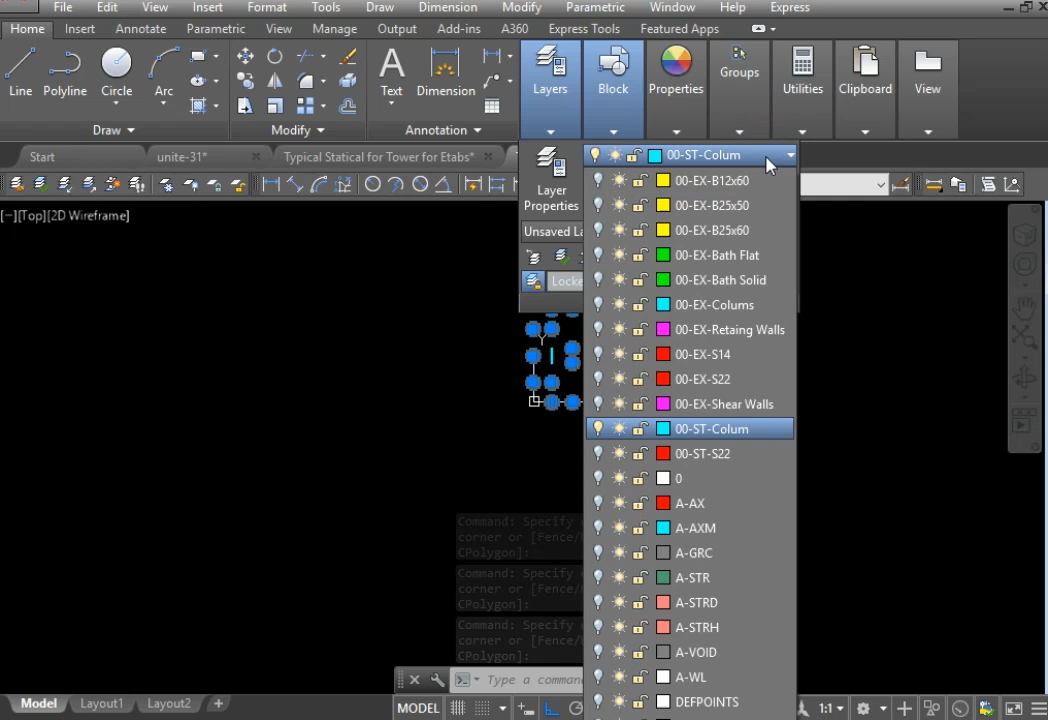 File Edit View Insert Format Tools Draw Dimension Modify Parametric Window Help Express
Home Insert Annotate Parametric View Manage Output Add-ins A360 Express Tools Featured Apps
Line Polyline Circle Arc Text Dimension Layers Block Properties Groups Utilities Clipboard View
Draw Modify Annotation
Start unite-31* Typical Statical for Tower for Etabs*
00-ST-Colum
Layer
Properties
[−][Top][2D Wireframe]
Unsaved La
Locke
00-EX-B12x60
00-EX-B25x50
00-EX-B25x60
00-EX-Bath Flat
00-EX-Bath Solid
00-EX-Colums
00-EX-Retaing Walls
00-EX-S14
00-EX-S22
00-EX-Shear Walls
00-ST-Colum
00-ST-S22
0
A-AX
A-AXM
A-GRC
A-STR
A-STRD
A-STRH
A-VOID
A-WL
DEFPOINTS
Command: Specify
corner or [Fence/
CPolygon]:
Command: Specify
corner or [Fence/
CPolygon]:
Command: Specify
corner or [Fence/
CPolygon]:
Type a comman
Model Layout1 Layout2 +
MODEL 1:1